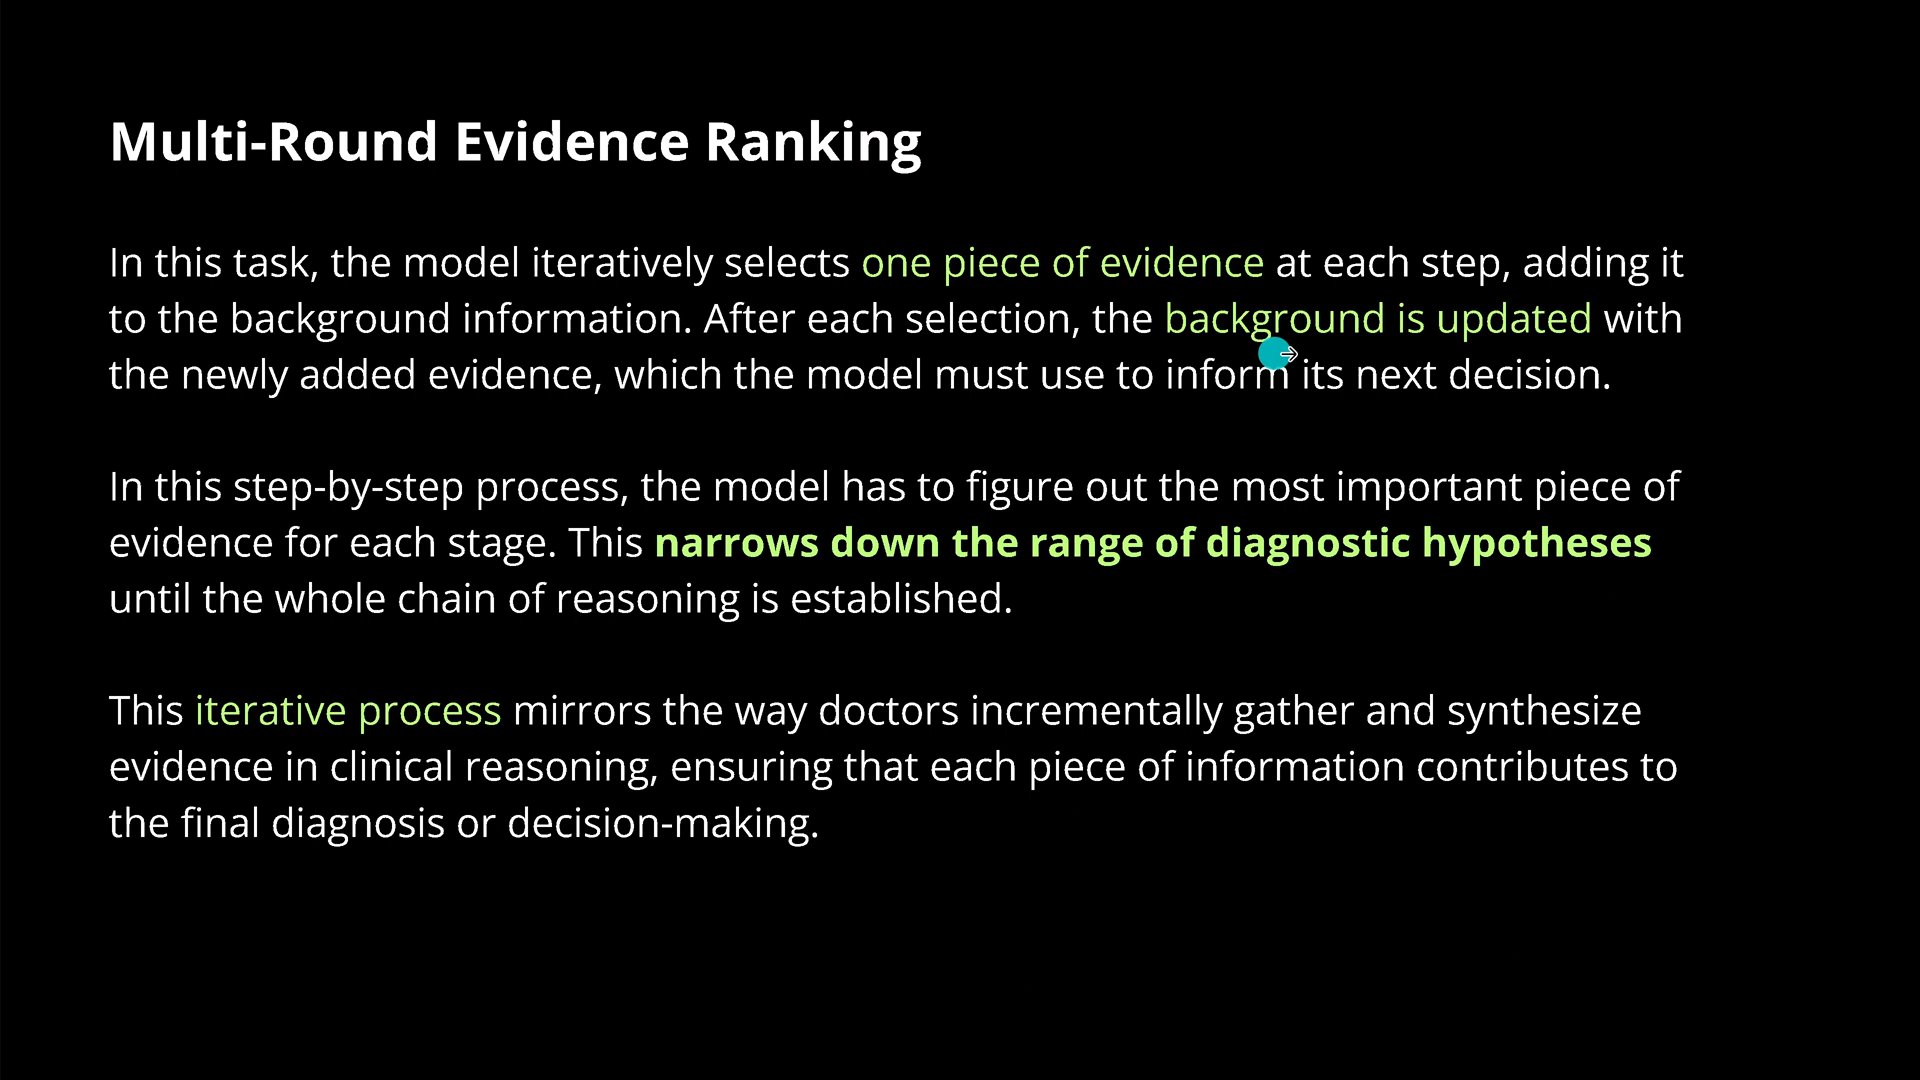 Multi-Round Evidence Ranking
In this task, the model iteratively selects one piece of evidence at each step, adding it
to the background information. After each selection, the background is updated with
the newly added evidence, which the model must use to inform its next decision.
In this step-by-step process, the model has to figure out the most important piece of
evidence for each stage. This narrows down the range of diagnostic hypotheses
until the whole chain of reasoning is established.
This iterative process mirrors the way doctors incrementally gather and synthesize
evidence in clinical reasoning, ensuring that each piece of information contributes to
the final diagnosis or decision-making.